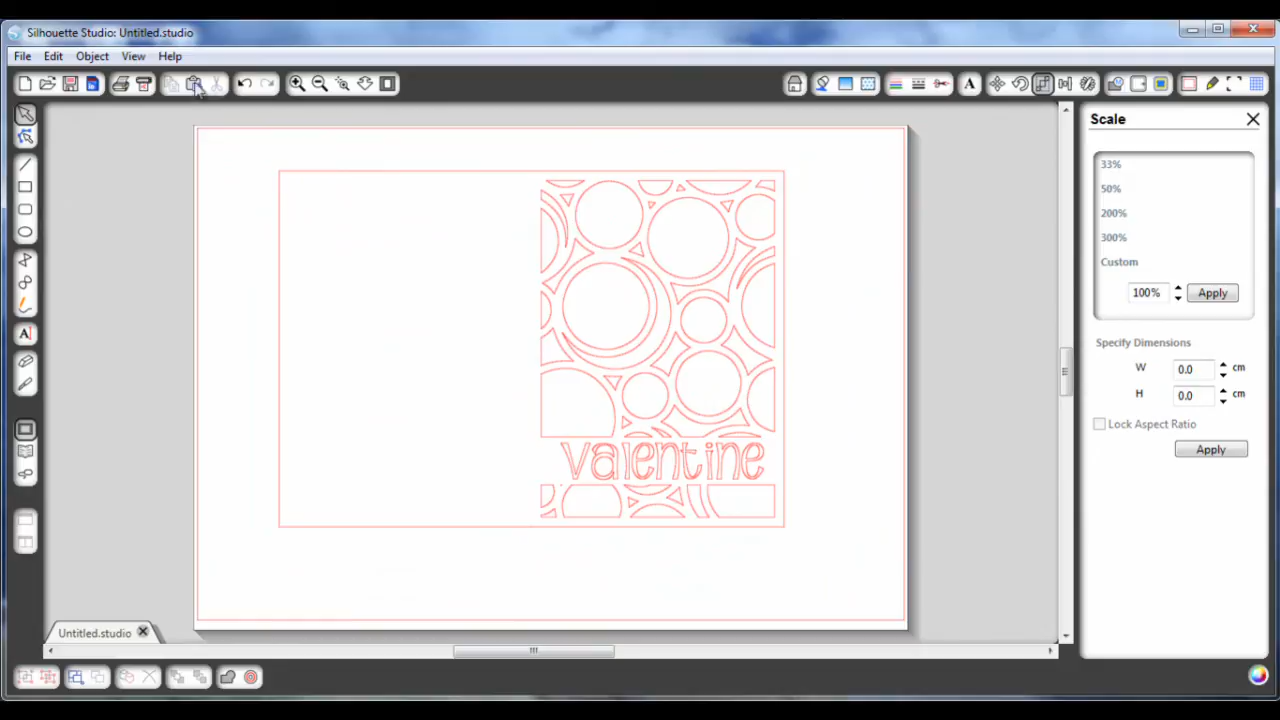 Silhouette Studio: Untitled.studio
File Edit Object View Help
A
Scale
33%
50%
200%
300%
Custom
100% Apply
Specify Dimensions
W 0.0 cm
H 0.0 cm
Lock Aspect Ratio
Apply
A
valentine
Untitled.studio